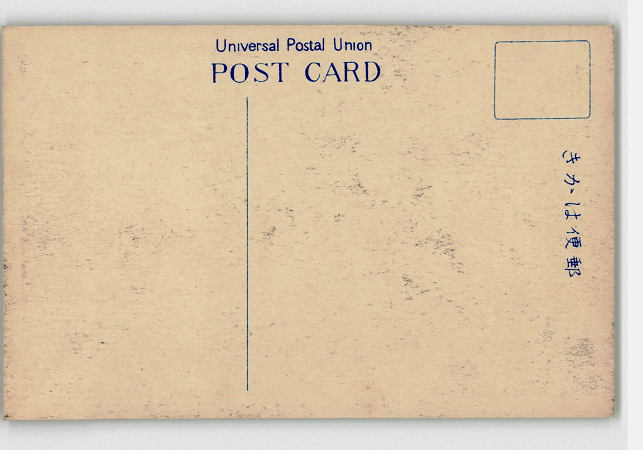 Universal Postal Union
POST CARD
郵便はかき